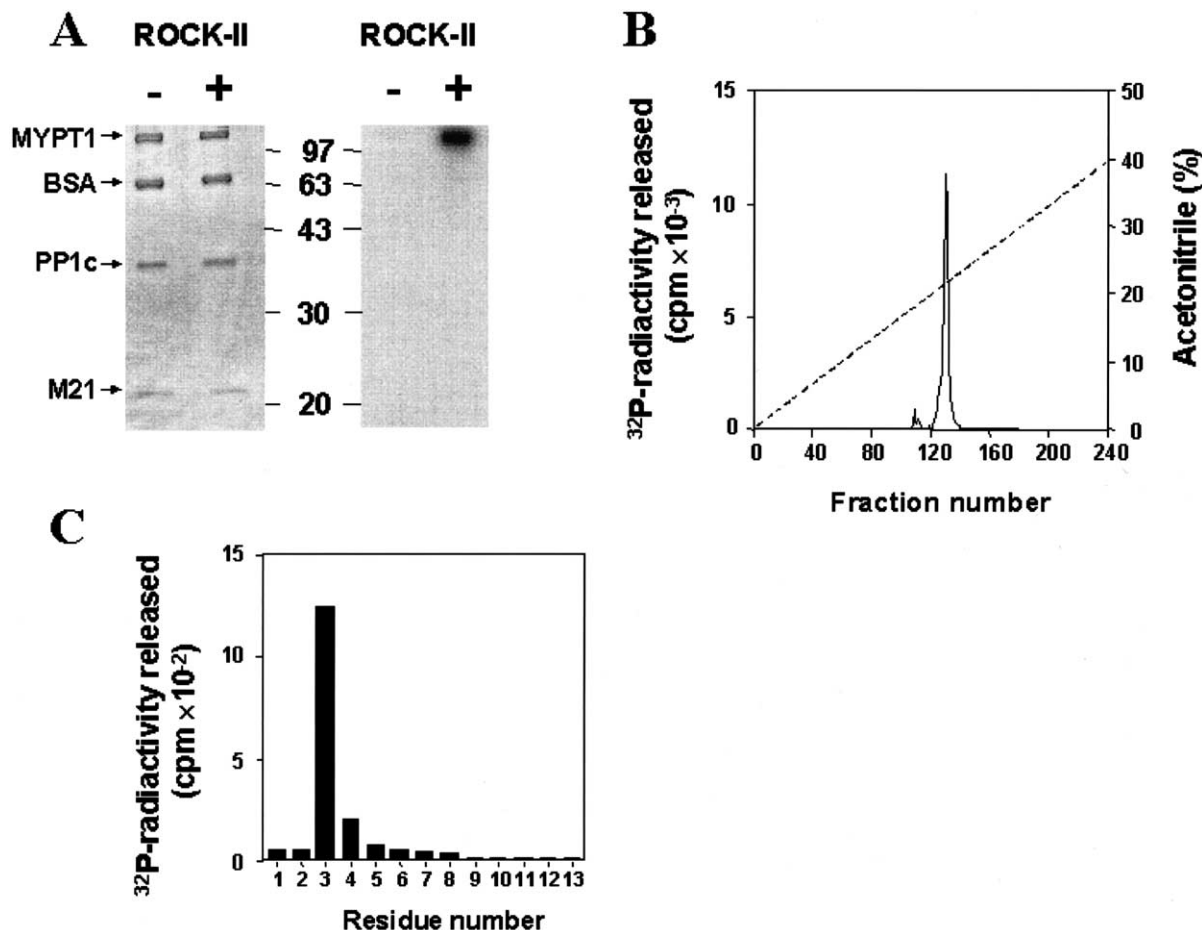 A
ROCK-II
ROCK-II
- +
- +
MYPT1
BSA
PP1c
M21
97
63
43
30
20
B
³²P-radiactivity released
(cpm × 10⁻³)
15
10
5
0
Acetonitrile (%)
50
40
30
20
10
0
0 40 80 120 160 200 240
Fraction number
C
³²P-radiactivity released
(cpm ×10⁻²)
15
10
5
0
1 2 3 4 5 6 7 8 9 10 11 12 13
Residue number